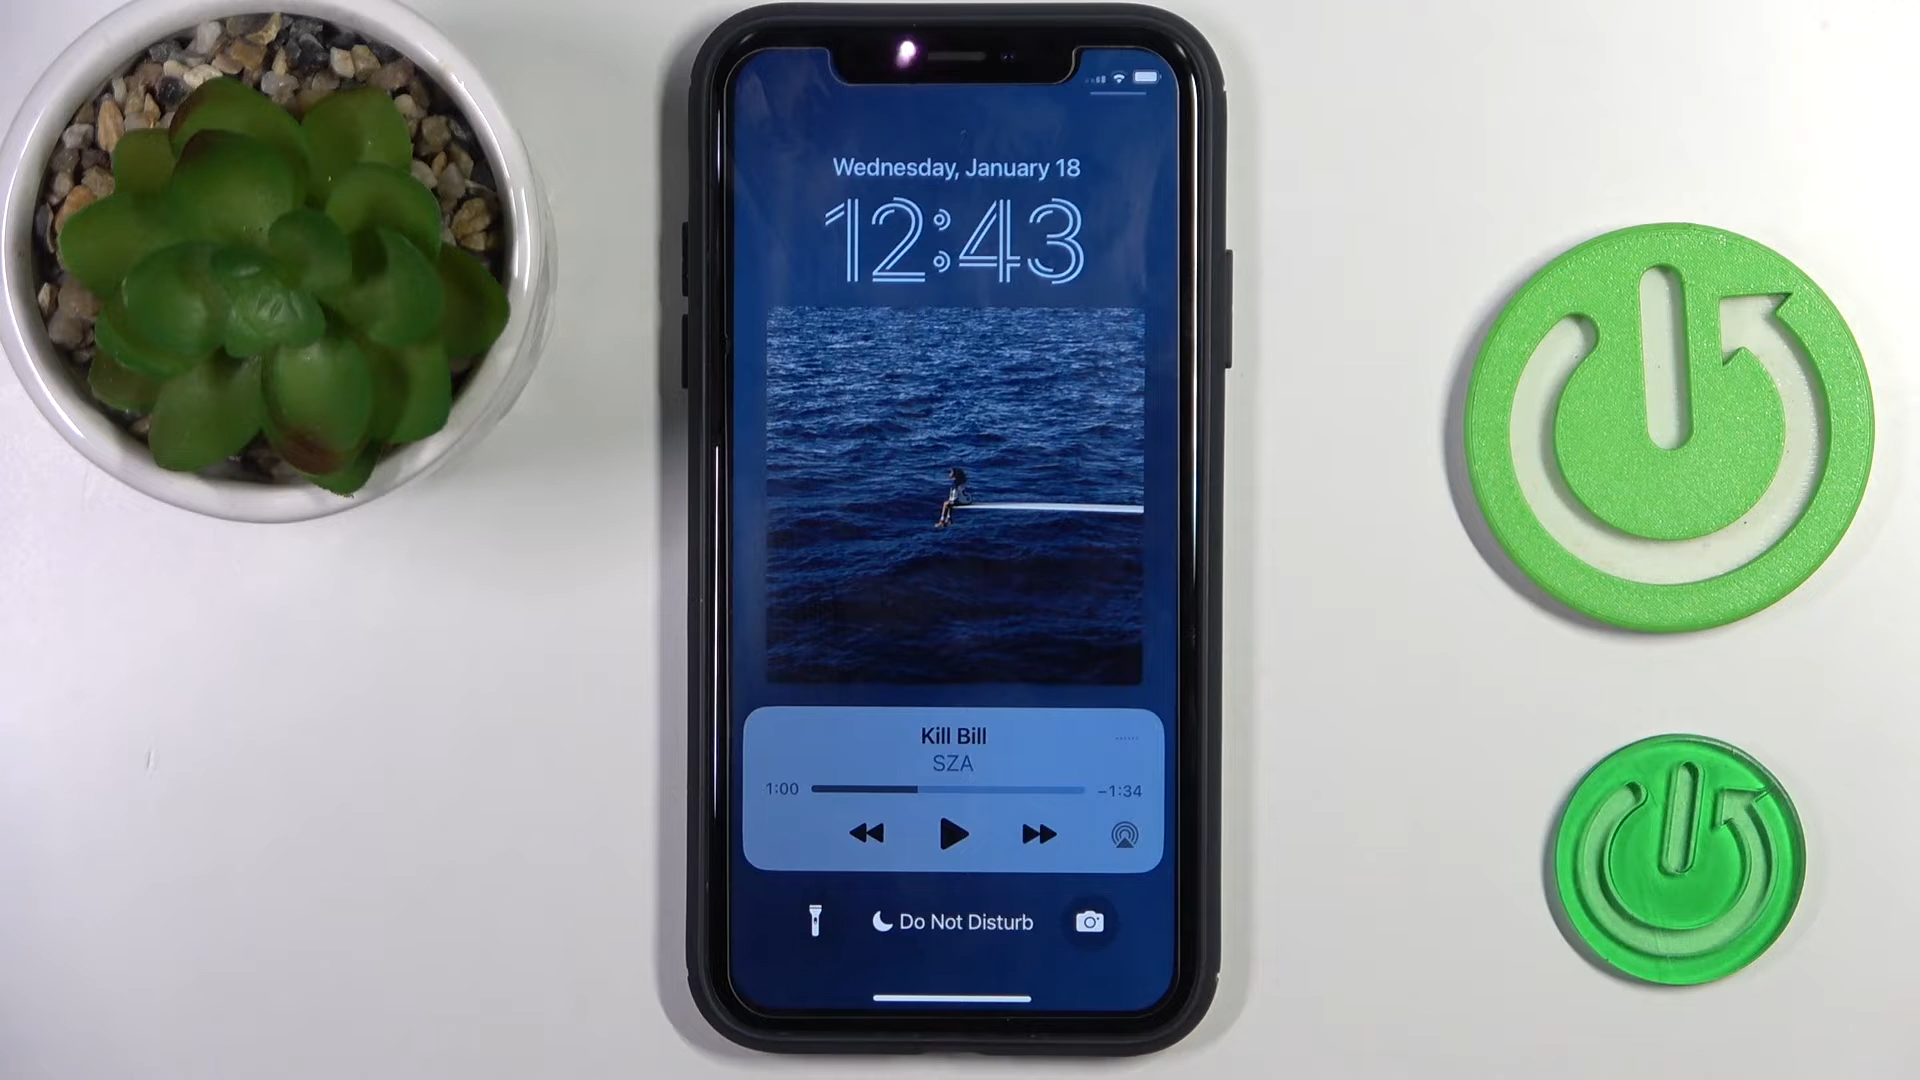 Wednesday, January 18
12:43
Kill Bill
SZA
1:00
-1:34
Do Not Disturb